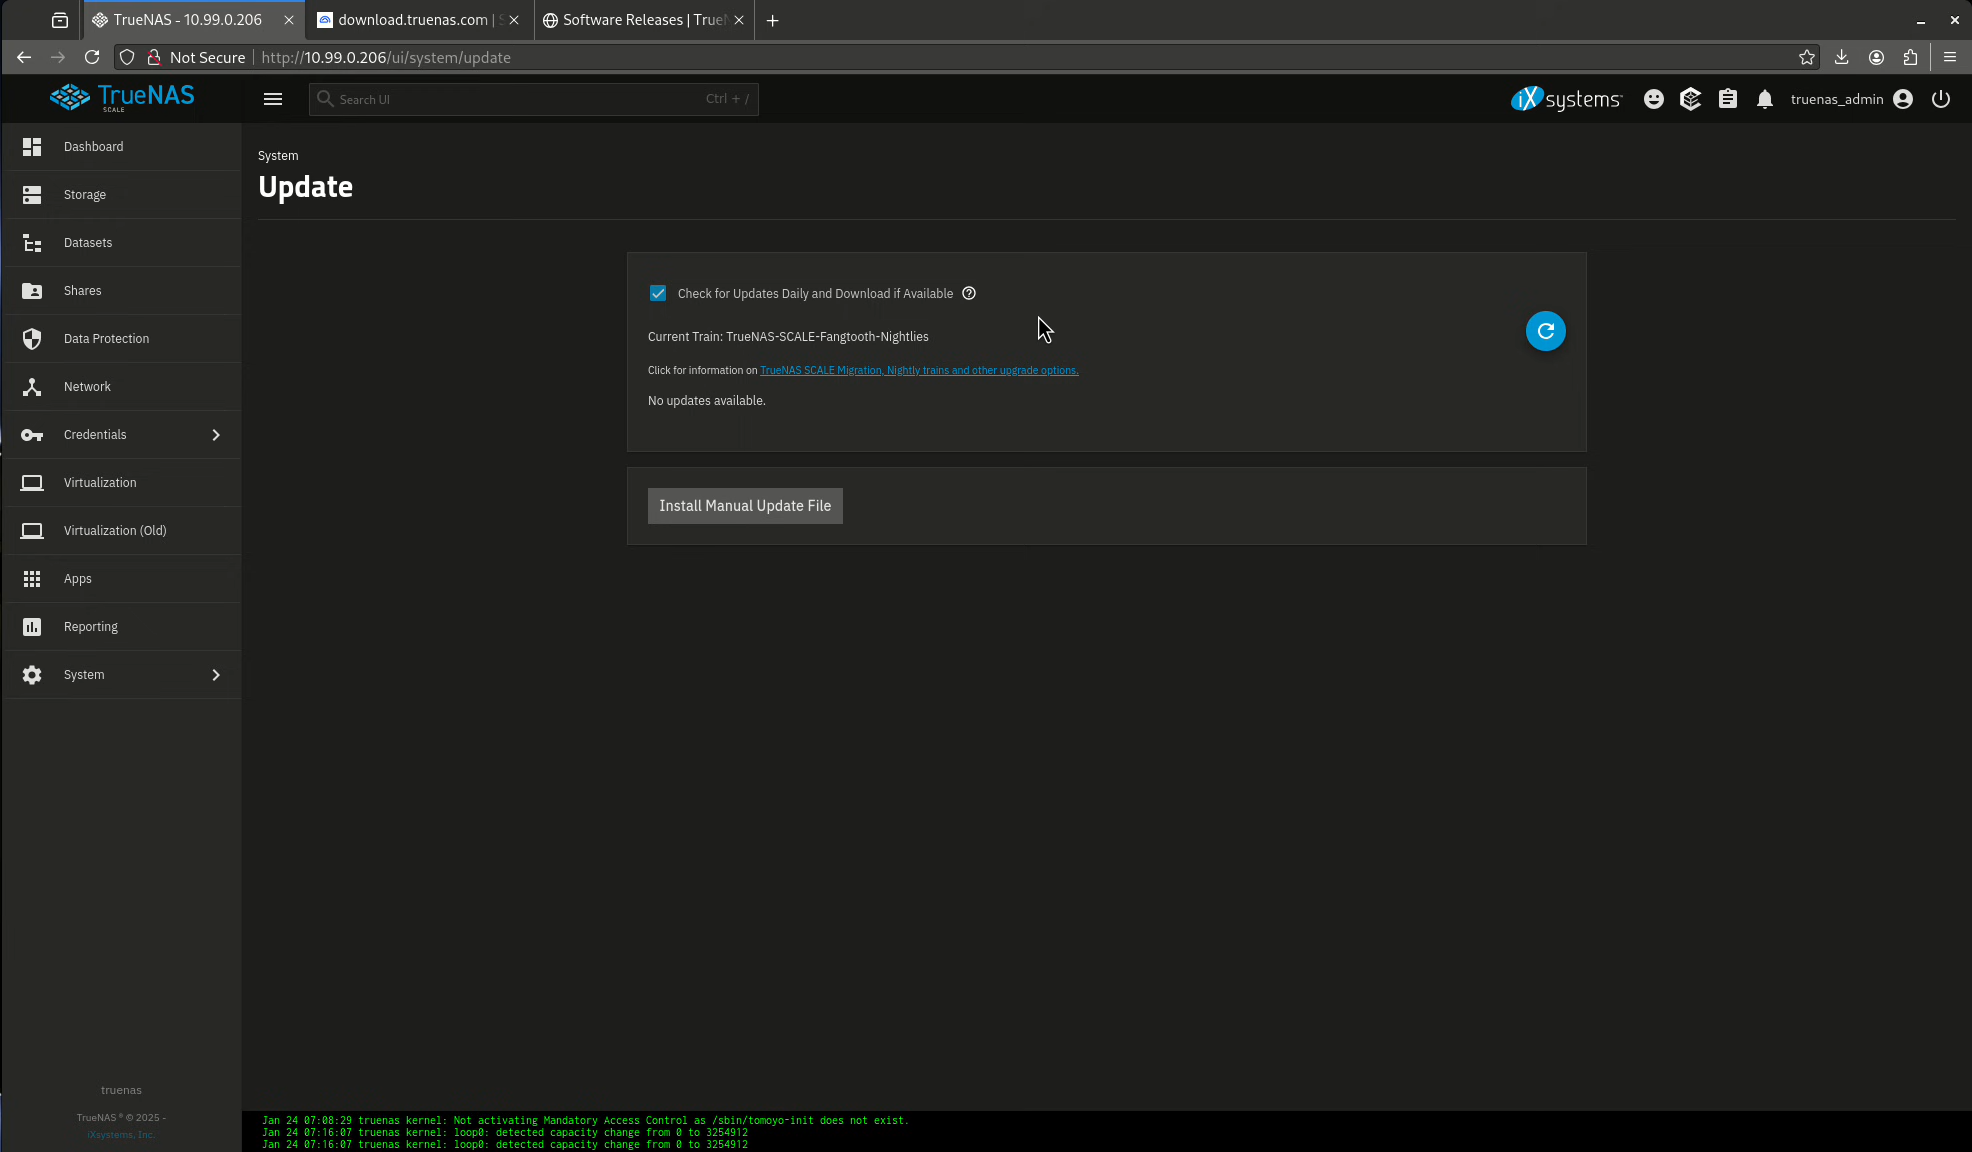 TrueNAS - 10.99.0.206
download.truenas.com |
Software Releases | True
Not Secure
http://10.99.0.206/ui/system/update
TrueNAS
SCALE
Search UI
Ctrl + /
iXsystems
truenas_admin
Dashboard
Storage
Datasets
Shares
Data Protection
Network
Credentials
Virtualization
Virtualization (Old)
Apps
Reporting
System
truenas
TrueNAS ® © 2025 -
iXsystems, Inc.
System
Update
Check for Updates Daily and Download if Available
Current Train: TrueNAS-SCALE-Fangtooth-Nightlies
Click for information on TrueNAS SCALE Migration, Nightly trains and other upgrade options.
No updates available.
Install Manual Update File
Jan 24 07:08:29 truenas kernel: Not activating Mandatory Access Control as /sbin/tomoyo-init does not exist.
Jan 24 07:16:07 truenas kernel: loop0: detected capacity change from 0 to 3254912
Jan 24 07:16:07 truenas kernel: loop0: detected capacity change from 0 to 3254912